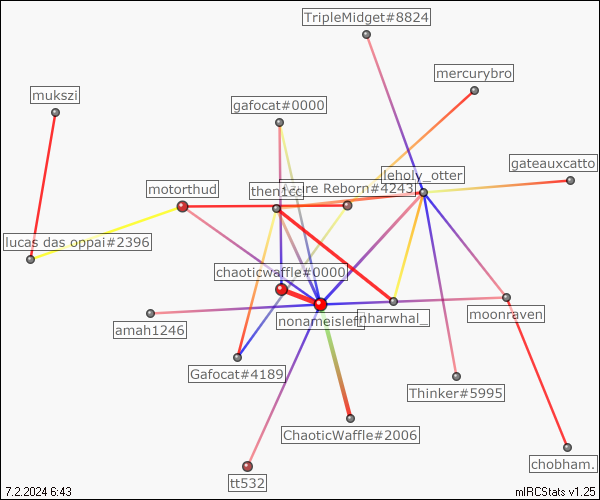 TripleMidget#8824
mercurybro
mukszi
gafocat#0000
gateauxcatto
leholy_otter
motorthud
then1cc
Azure Reborn#4243
lucas das oppai#2396
chaoticwaffle#0000
nonameisleft
nharwhal_
moonraven
amah1246
Gafocat#4189
Thinker#5995
ChaoticWaffle#2006
chobham.
tt532
7.2.2024 6:43
mIRCStats v1.25